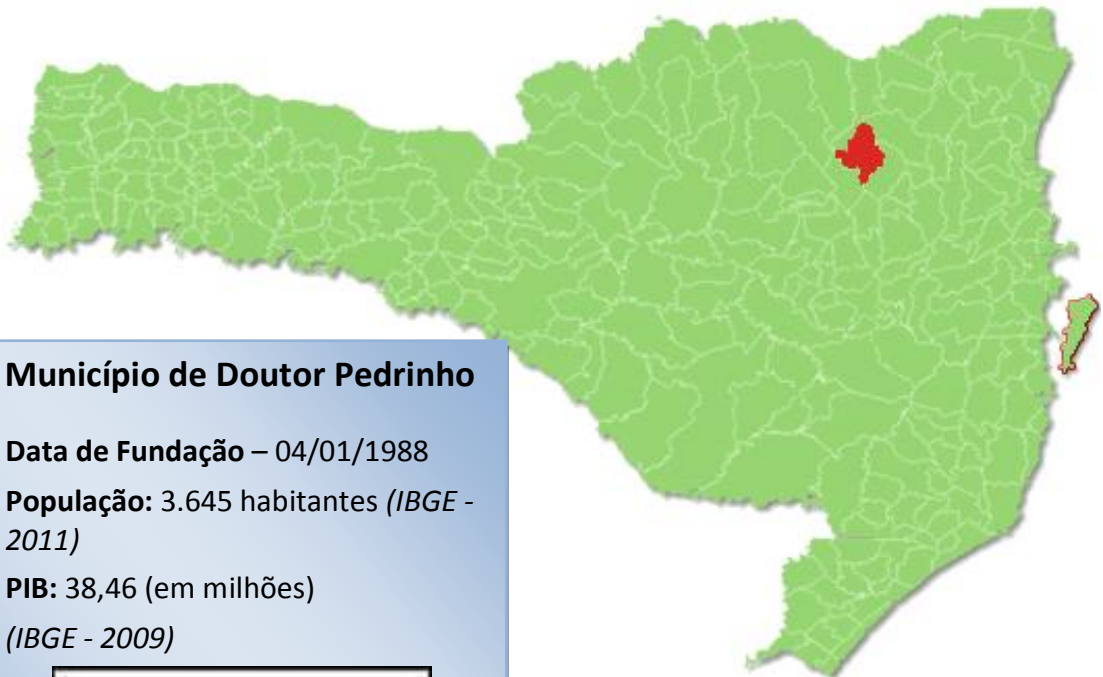 Município de Doutor Pedrinho
Data de Fundação – 04/01/1988
População: 3.645 habitantes (IBGE -
2011)
PIB: 38,46 (em milhões)
(IBGE - 2009)